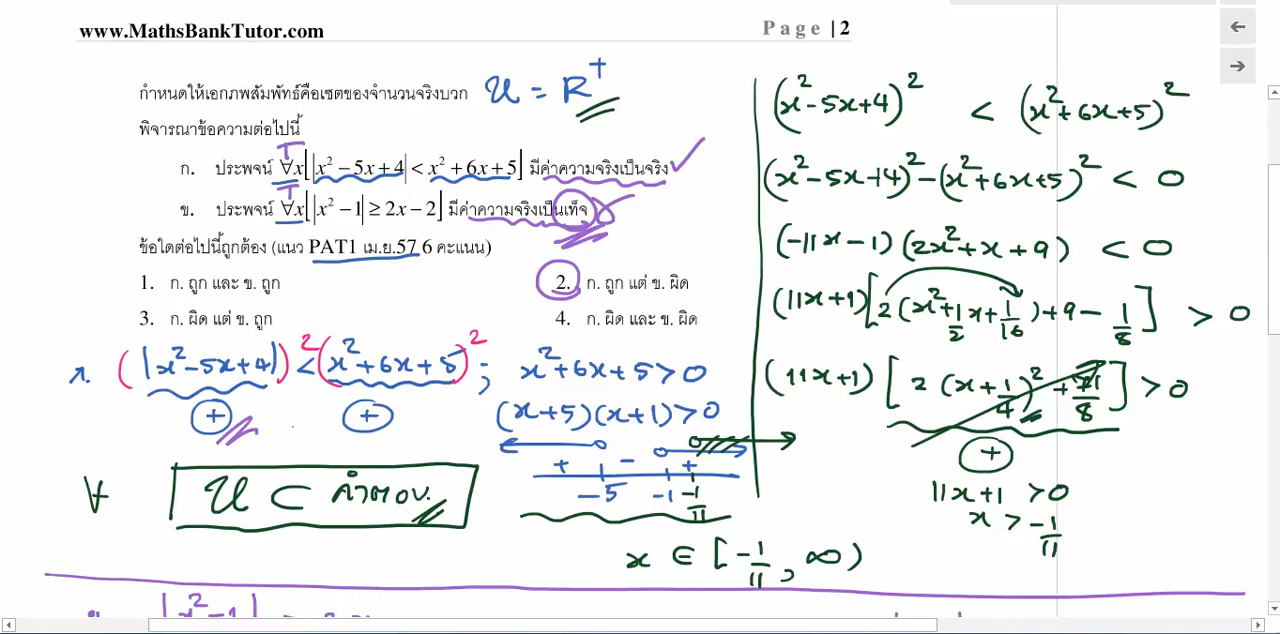 www.MathsBankTutor.com
Page | 2
กำหนดให้เอกภพสัมพัทธ์คือเซตของจำนวนจริงบวก U = R⁺
พิจารณาข้อความต่อไปนี้
T
ก. ประพจน์ ∀x[|x² − 5x + 4| < x² + 6x + 5] มีค่าความจริงเป็นจริง ✓
T
ข. ประพจน์ ∀x[|x² − 1| ≥ 2x − 2] มีค่าความจริงเป็นเท็จ
ข้อใดต่อไปนี้ถูกต้อง (แนว PAT1 เม.ย.57 6 คะแนน)
1. ก. ถูก และ ข. ถูก
2. ก. ถูก แต่ ข. ผิด
3. ก. ผิด แต่ ข. ถูก
4. ก. ผิด และ ข. ผิด
ก. (|x² − 5x + 4|)² < (x² + 6x + 5)² ; x² + 6x + 5 > 0
+ +
(x + 5)(x + 1) > 0
+ − +
−5 −1 −1/11
∀ U ⊂ คำตอบ.
x ∈ [−1/11, ∞)
(x² − 5x + 4)² < (x² + 6x + 5)²
(x² − 5x + 4)² − (x² + 6x + 5)² < 0
(−11x − 1)(2x² + x + 9) < 0
(11x + 1)[2(x² + 1/2 x + 1/16) + 9 − 1/8] > 0
(11x + 1)[2(x + 1/4)² + 71/8] > 0
+
11x + 1 > 0
x > −1/11